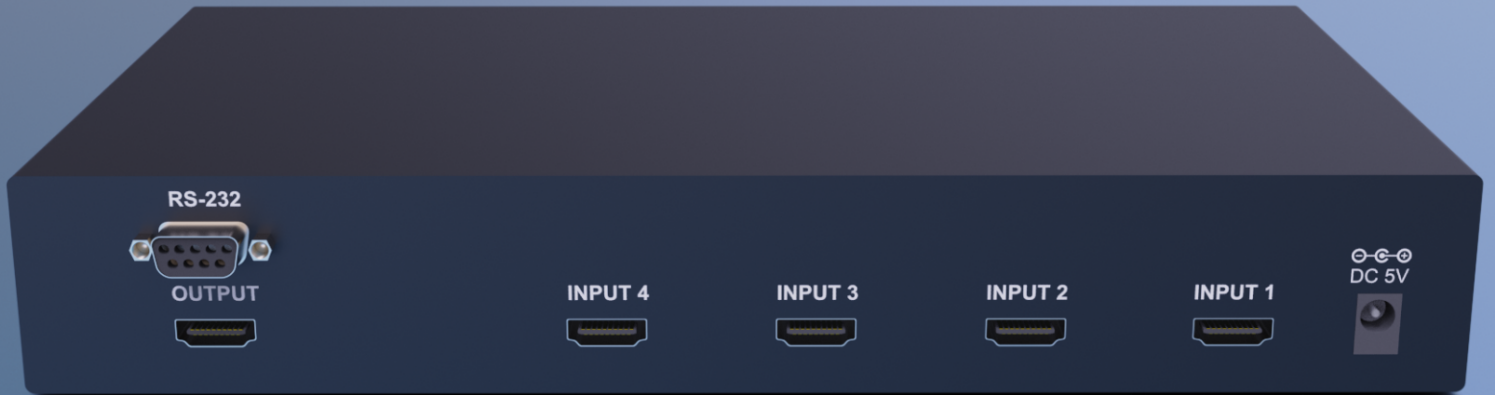 RS-232
OUTPUT
INPUT 4
INPUT 3
INPUT 2
INPUT 1
DC 5V